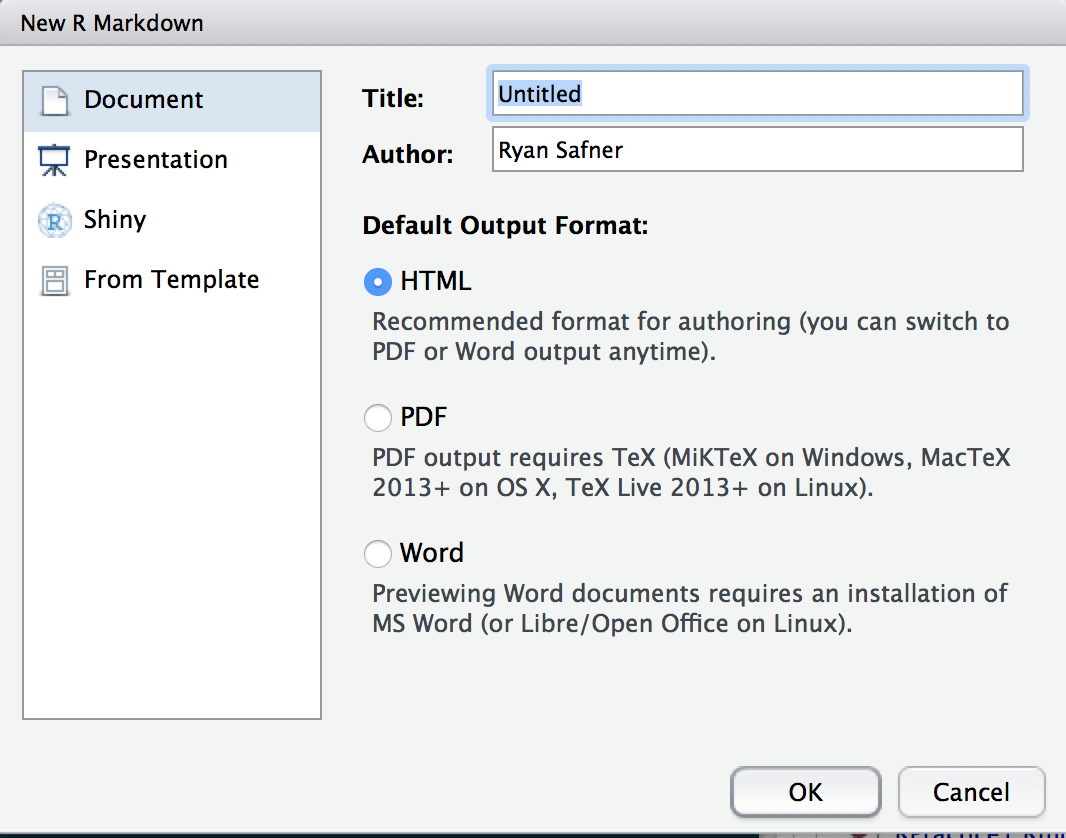 New R Markdown
Document
Presentation
Shiny
From Template
Title:
Untitled
Author:
Ryan Safner
Default Output Format:
HTML
Recommended format for authoring (you can switch to
PDF or Word output anytime).
PDF
PDF output requires TeX (MiKTeX on Windows, MacTeX
2013+ on OS X, TeX Live 2013+ on Linux).
Word
Previewing Word documents requires an installation of
MS Word (or Libre/Open Office on Linux).
OK
Cancel